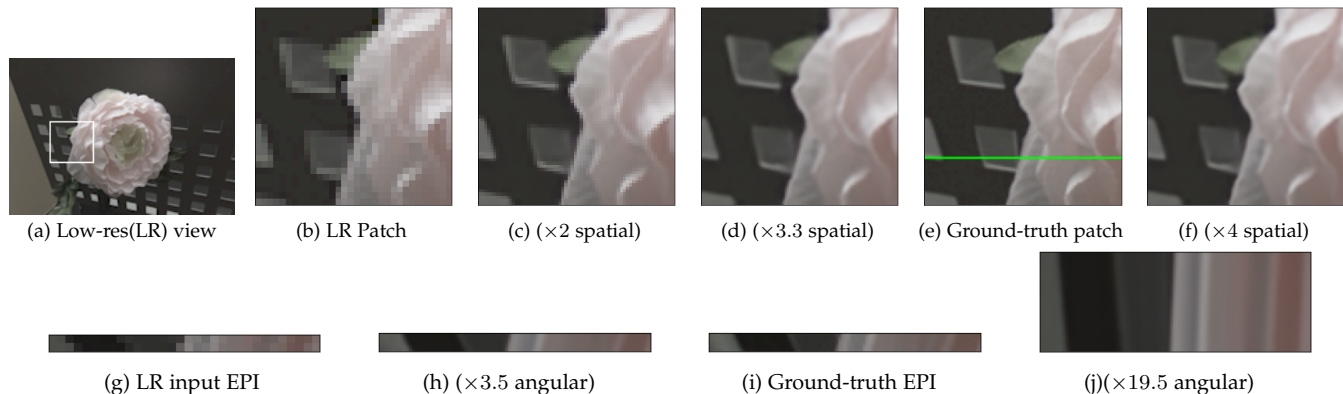 (a) Low-res(LR) view
(b) LR Patch
(c) (×2 spatial)
(d) (×3.3 spatial)
(e) Ground-truth patch
(f) (×4 spatial)
(g) LR input EPI
(h) (×3.5 angular)
(i) Ground-truth EPI
(j)(×19.5 angular)